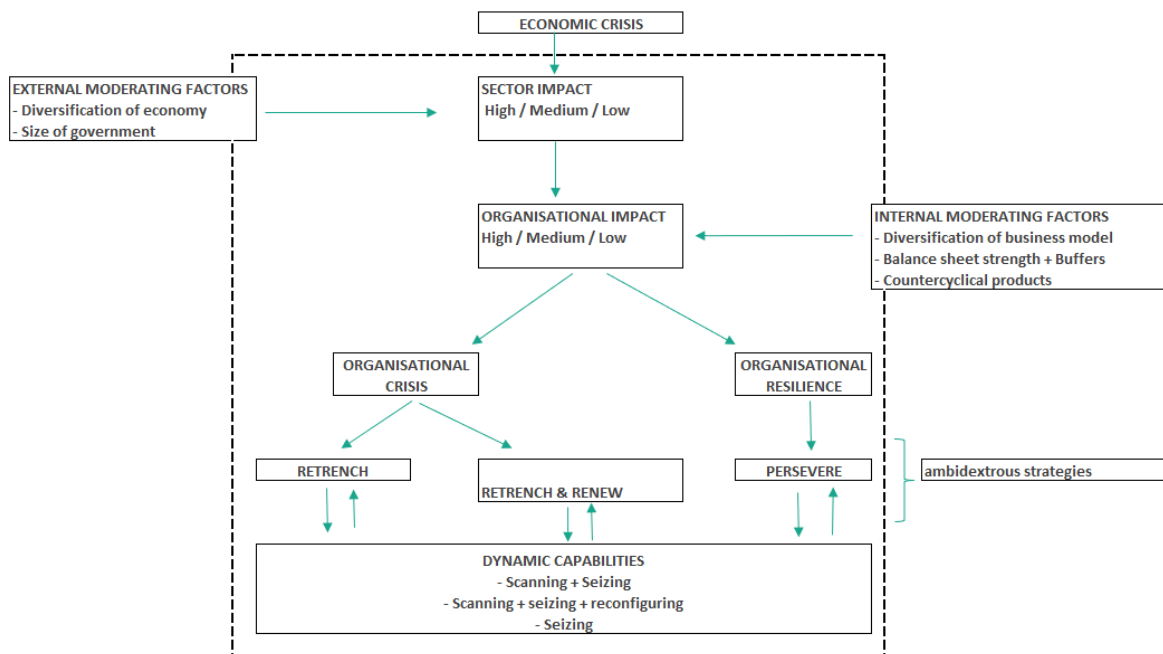 ECONOMIC CRISIS
EXTERNAL MODERATING FACTORS
- Diversification of economy
- Size of government
SECTOR IMPACT
High / Medium / Low
ORGANISATIONAL IMPACT
High / Medium / Low
INTERNAL MODERATING FACTORS
- Diversification of business model
- Balance sheet strength + Buffers
- Countercyclical products
ORGANISATIONAL
CRISIS
ORGANISATIONAL
RESILIENCE
RETRENCH
RETRENCH & RENEW
PERSEVERE
ambidextrous strategies
DYNAMIC CAPABILITIES
- Scanning + Seizing
- Scanning + seizing + reconfiguring
- Seizing